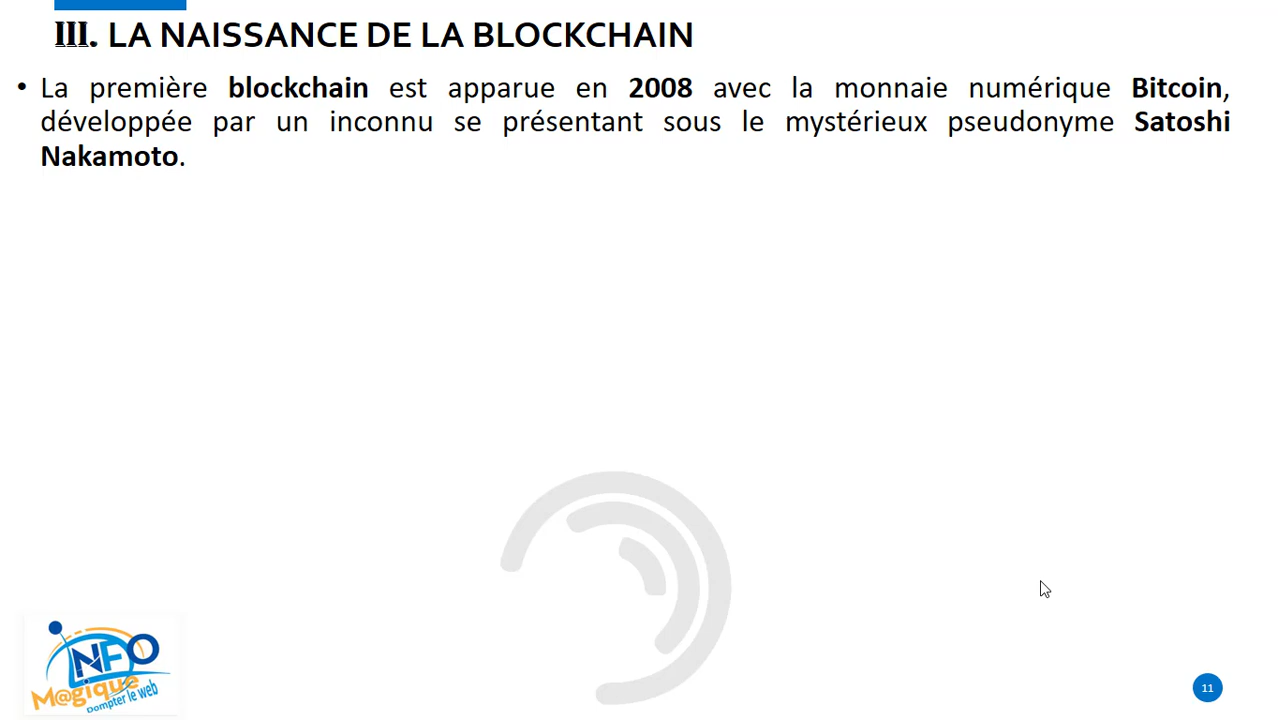 III. LA NAISSANCE DE LA BLOCKCHAIN
• La première blockchain est apparue en 2008 avec la monnaie numérique Bitcoin,
développée par un inconnu se présentant sous le mystérieux pseudonyme Satoshi
Nakamoto.
INFO
M@gique
Dompter le web
11